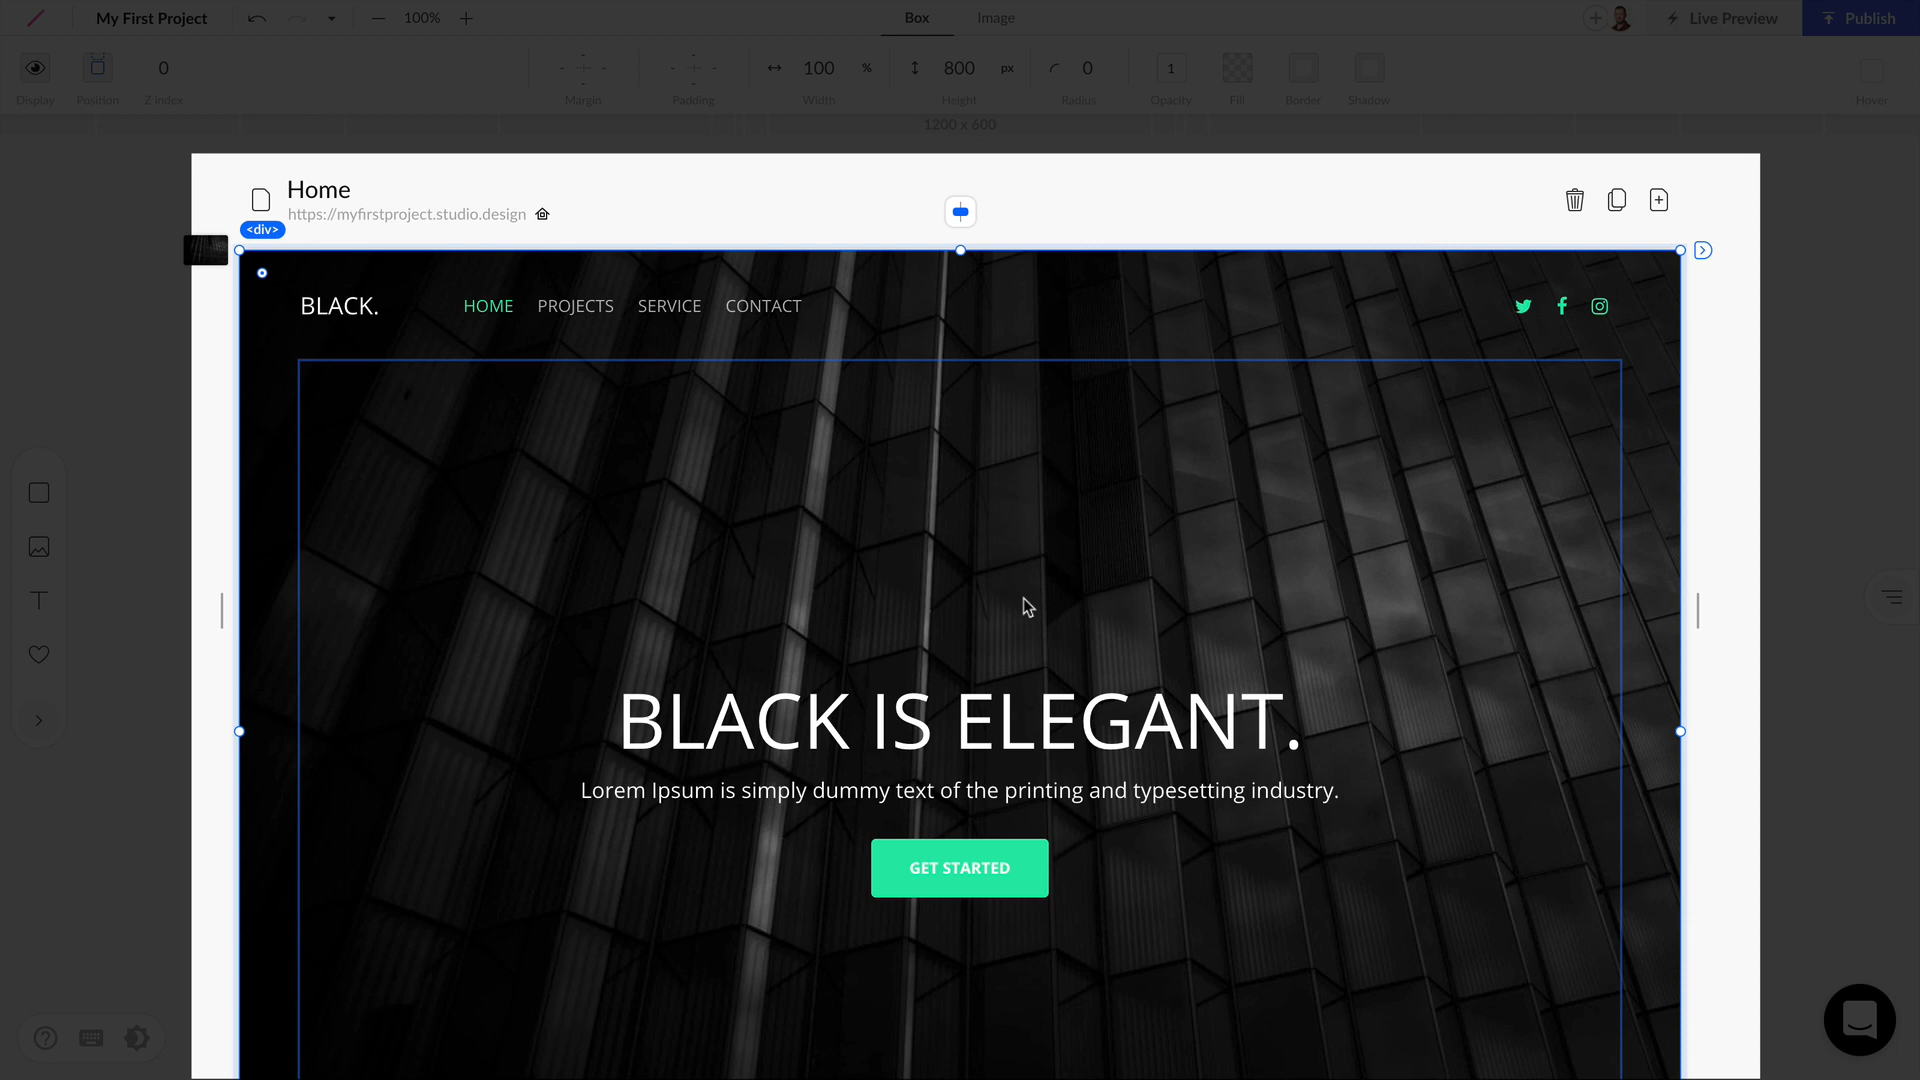 My First Project
100%
Box
Image
Live Preview
Publish
0
100 %
800 px
0
1
Display
Position
Z index
Margin
Padding
Width
Height
Radius
Opacity
Fill
Border
Shadow
Hover
1200 x 600
Home
https://myfirstproject.studio.design
<div>
BLACK.
HOME
PROJECTS
SERVICE
CONTACT
BLACK IS ELEGANT.
Lorem Ipsum is simply dummy text of the printing and typesetting industry.
GET STARTED